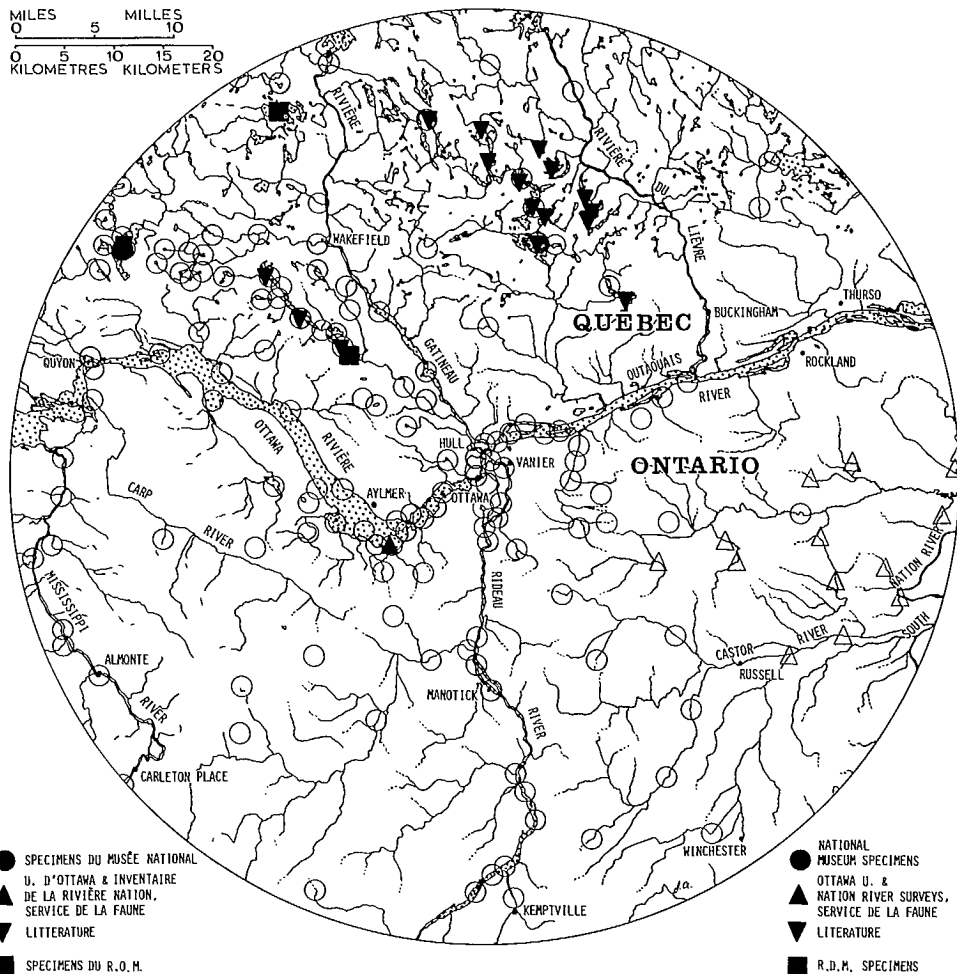 MILES MILLES
0 5 10
0 5 10 15 20
KILOMETRES KILOMETERS
RIVIÈRE
RIVIÈRE
DU
LIÈVRE
WAKEFIELD
THURSO
BUCKINGHAM
QUÉBEC
ROCKLAND
QUYON
GATINEAU
OUTAOUAIS
RIVER
OTTAWA
RIVIÈRE
HULL
VANIER
ONTARIO
CARP
RIVER
AYLMER
OTTAWA
RIDEAU
NATION RIVER
SOUTH
MISSISSIPPI
RIVER
ALMONTE
CASTOR
RIVER
RUSSELL
MANOTICK
RIVER
CARLETON PLACE
WINCHESTER
J.a.
KEMPTVILLE
SPECIMENS DU MUSÉE NATIONAL
U. D'OTTAWA & INVENTAIRE
DE LA RIVIÈRE NATION,
SERVICE DE LA FAUNE
LITTERATURE
SPECIMENS DU R.O.M.
NATIONAL
MUSEUM SPECIMENS
OTTAWA U. &
NATION RIVER SURVEYS,
SERVICE DE LA FAUNE
LITERATURE
R.O.M. SPECIMENS